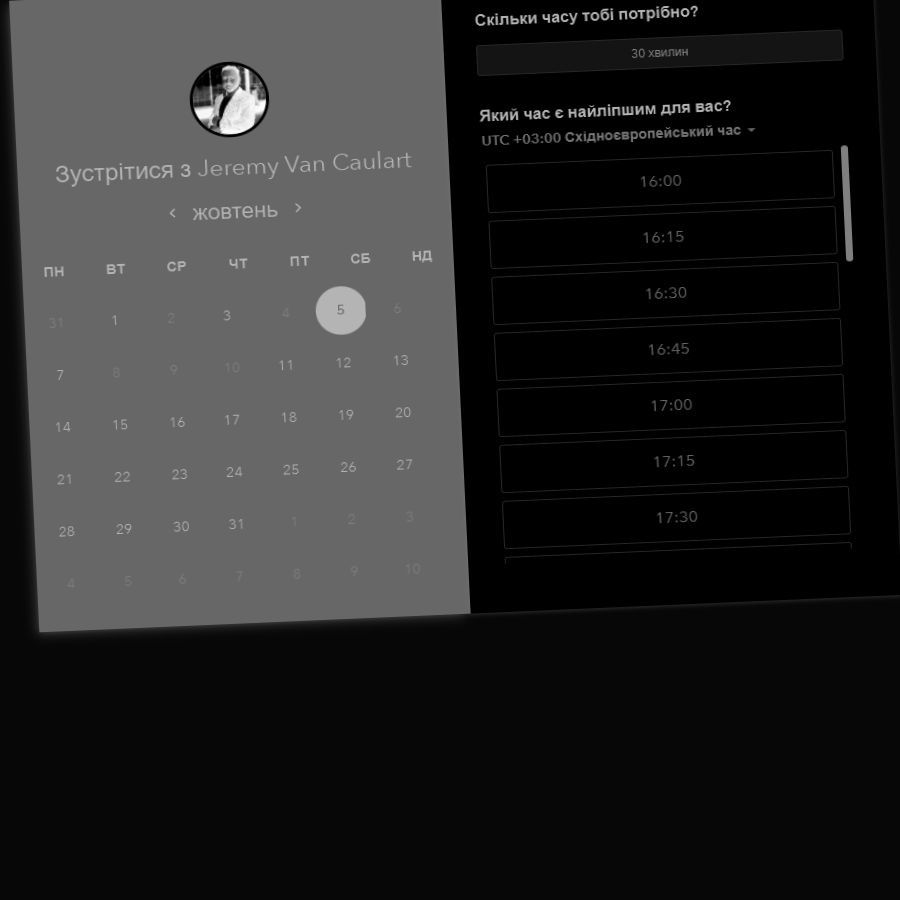 Зустрітися з Jeremy Van Caulart
жовтень
ПН ВТ СР ЧТ ПТ СБ НД
31 1 2 3 4 5 6
7 8 9 10 11 12 13
14 15 16 17 18 19 20
21 22 23 24 25 26 27
28 29 30 31 1 2 3
4 5 6 7 8 9 10
Скільки часу тобі потрібно?
30 хвилин
Який час є найліпшим для вас?
UTC +03:00 Східноєвропейський час
16:00
16:15
16:30
16:45
17:00
17:15
17:30